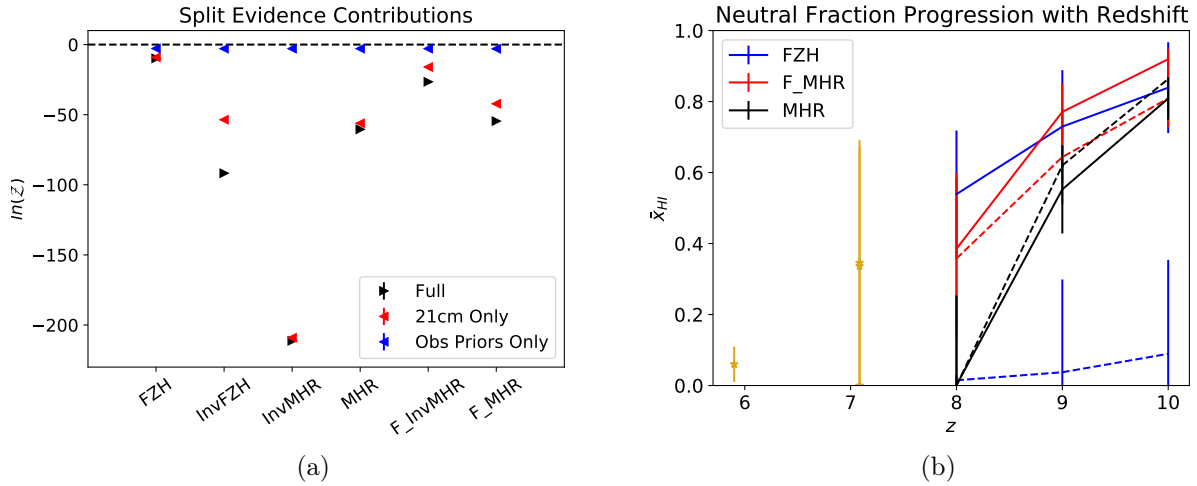 Split Evidence Contributions
0
−50
−100
−150
−200
ln(Z)
Full
21cm Only
Obs Priors Only
FZH
InvFZH
InvMHR
MHR
F_InvMHR
F_MHR
(a)
Neutral Fraction Progression with Redshift
1.0
0.8
0.6
0.4
0.2
0.0
x̄HI
FZH
F_MHR
MHR
6
7
8
9
10
z
(b)